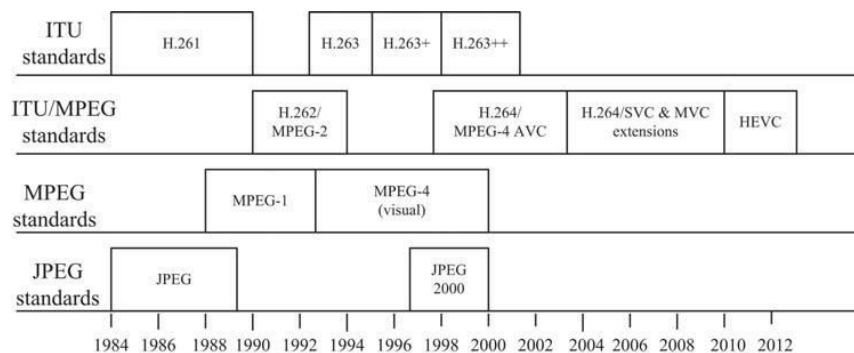 ITU
standards
H.261
H.263
H.263+
H.263++
ITU/MPEG
standards
H.262/
MPEG-2
H.264/
MPEG-4 AVC
H.264/SVC & MVC
extensions
HEVC
MPEG
standards
MPEG-1
MPEG-4
(visual)
JPEG
standards
JPEG
JPEG
2000
1984 1986 1988 1990 1992 1994 1996 1998 2000 2002 2004 2006 2008 2010 2012